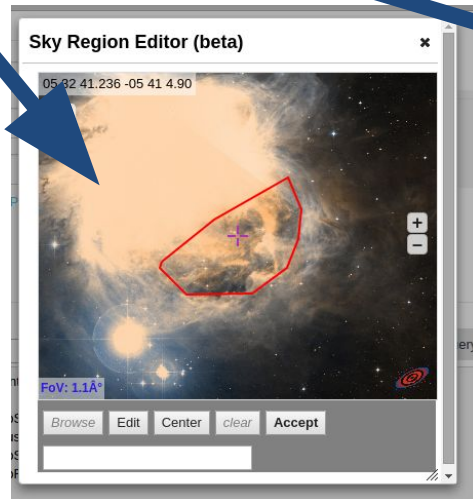 Sky Region Editor (beta) ✖
05 32 41.236 -05 41 4.90
+
−
FoV: 1.1Â°
Browse Edit Center clear Accept